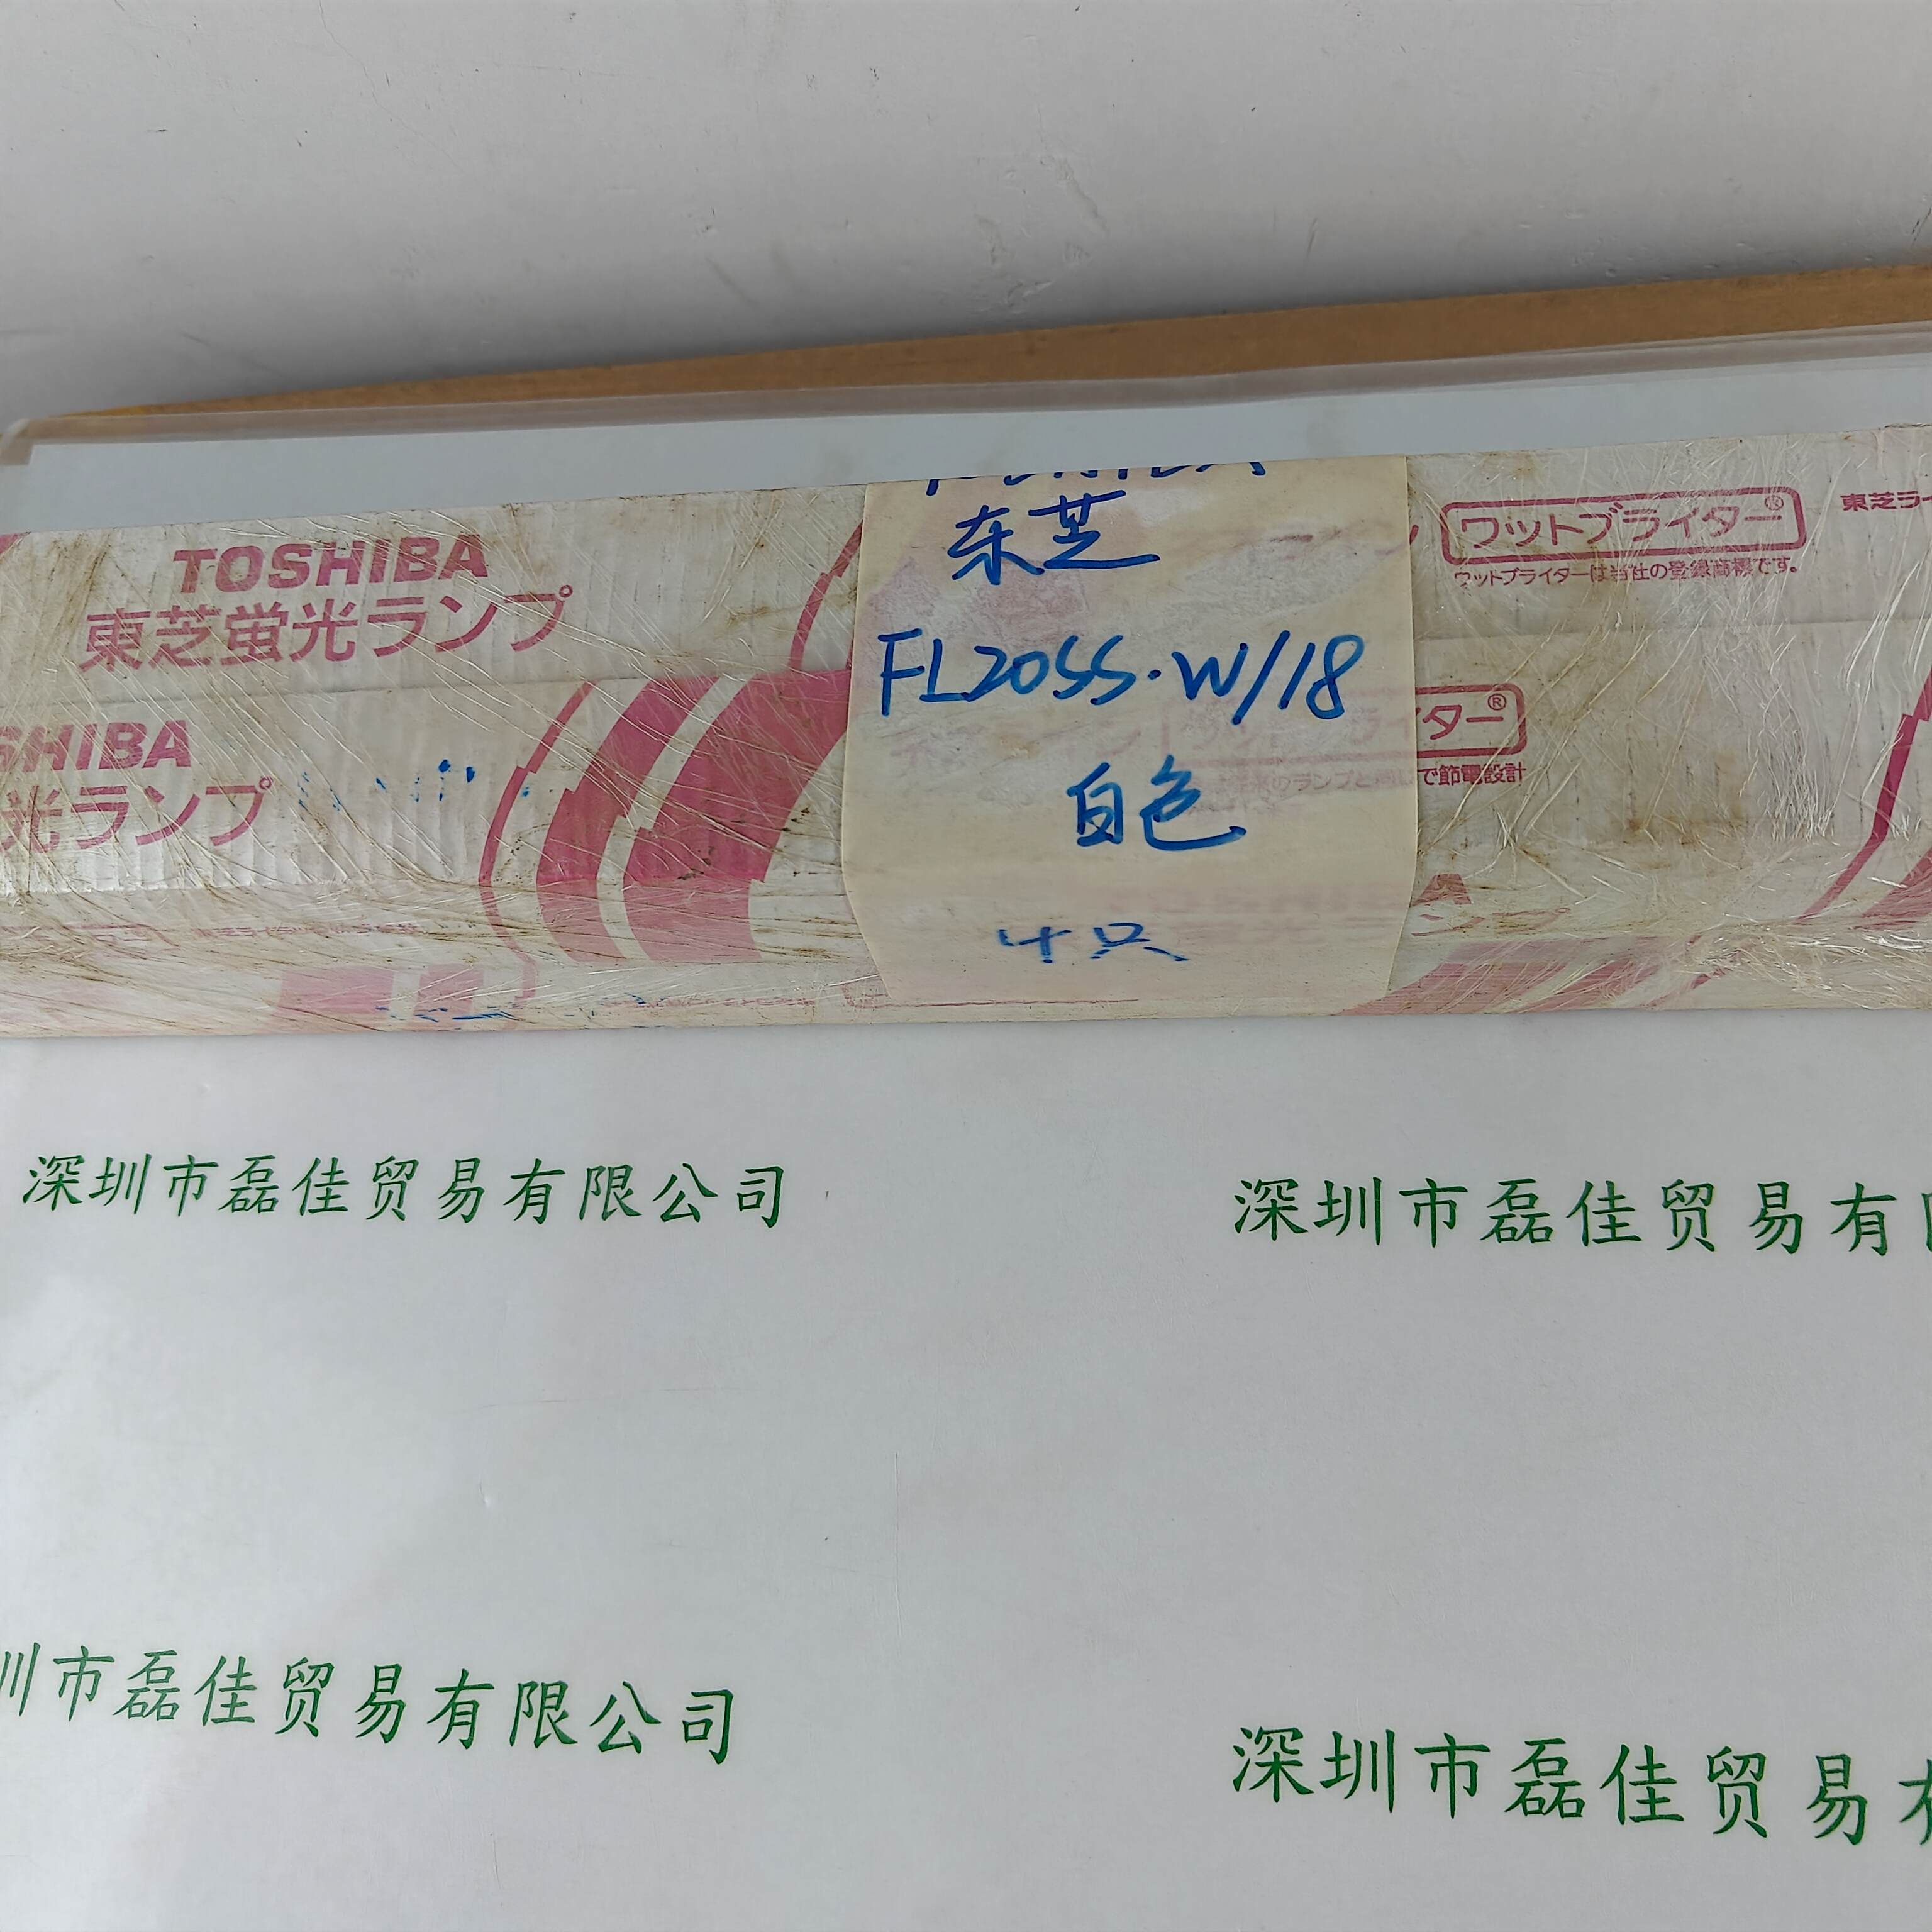 TOSHIBA
東芝蛍光ランプ
SHIBA
光ランプ
东芝
FL20SS·W/18
白色
4只
ワットブライター®
ワットブライターは当社の登録商標です。
東芝ラ
ター®
で節電設計
深圳市磊佳贸易有限公司
深圳市磊佳贸易有
圳市磊佳贸易有限公司
深圳市磊佳贸易